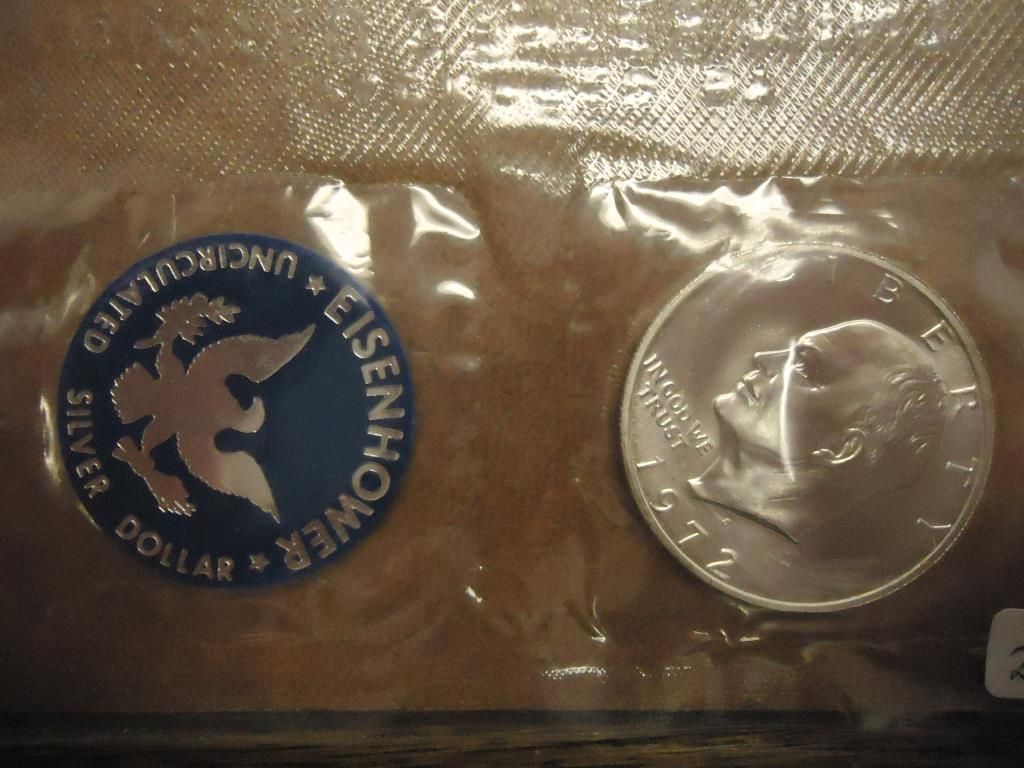 EISENHOWER
UNCIRCULATED SILVER DOLLAR
LIBERTY
IN GOD WE
TRUST
1972